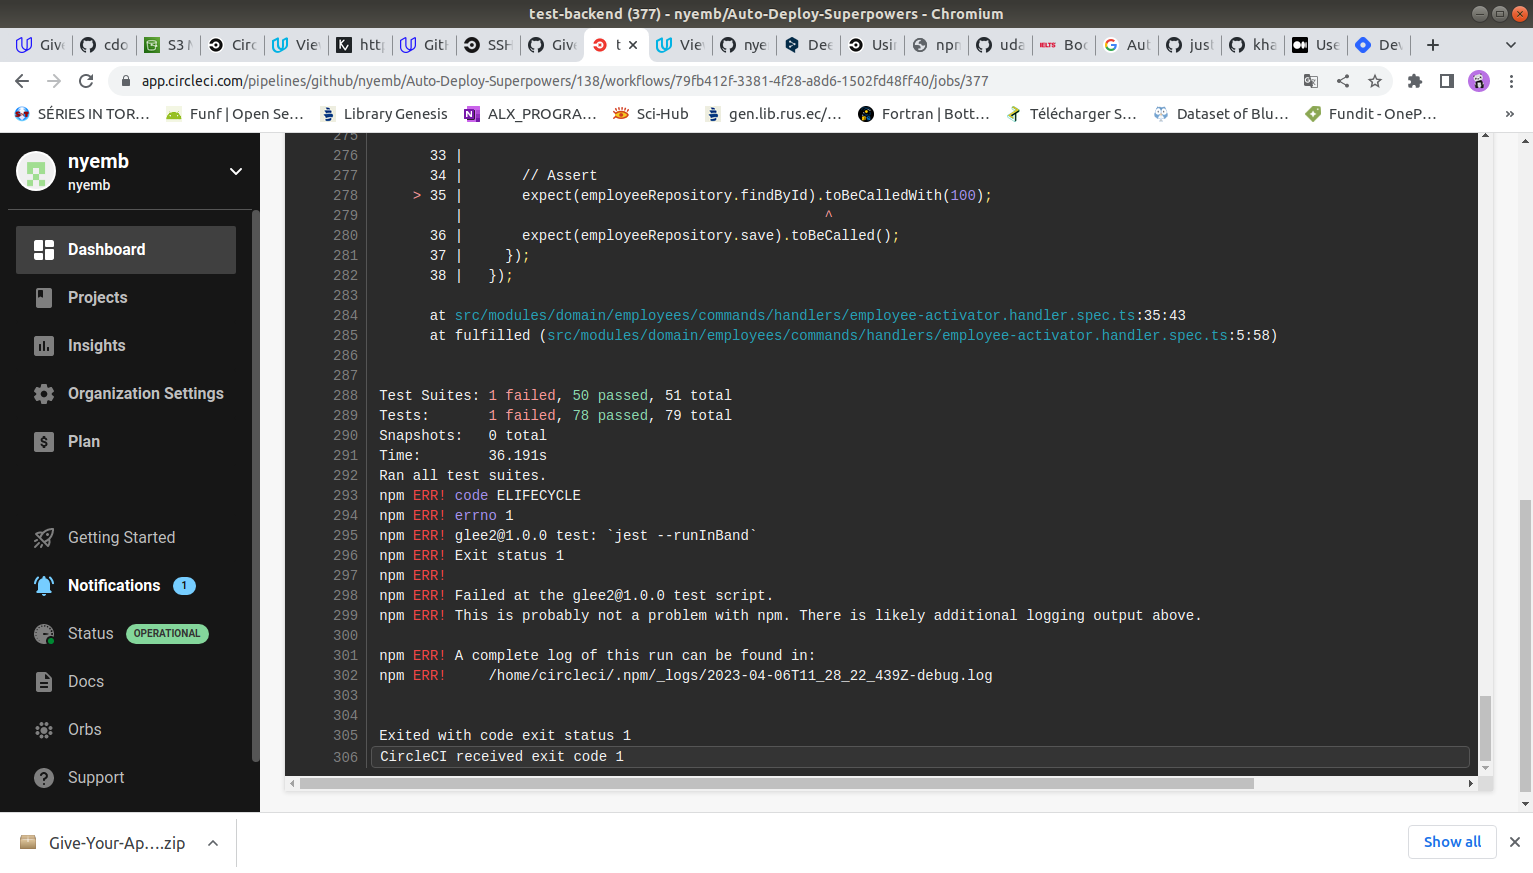 test-backend (377) - nyemb/Auto-Deploy-Superpowers - Chromium
Give
cdo
S3 M
Circ
View
http
Gith
SSH
Give
t
View
nye
Dee
Usin
npm
uda
IELTS
Boo
Aut
just
kha
Use
Dev
app.circleci.com/pipelines/github/nyemb/Auto-Deploy-Superpowers/138/workflows/79fb412f-3381-4f28-a8d6-1502fd48ff40/jobs/377
SÉRIES IN TOR…
Funf | Open Se…
Library Genesis
ALX_PROGRA…
Sci-Hub
gen.lib.rus.ec/…
Fortran | Bott…
Télécharger S…
Dataset of Blu…
Fundit - OneP…
»
nyemb
nyemb
Dashboard
Projects
Insights
Organization Settings
Plan
Getting Started
Notifications 1
Status OPERATIONAL
Docs
Orbs
Support
275
276 33 |
277 34 | // Assert
278 > 35 | expect(employeeRepository.findById).toBeCalledWith(100);
279 | ^
280 36 | expect(employeeRepository.save).toBeCalled();
281 37 | });
282 38 | });
283
284 at src/modules/domain/employees/commands/handlers/employee-activator.handler.spec.ts:35:43
285 at fulfilled (src/modules/domain/employees/commands/handlers/employee-activator.handler.spec.ts:5:58)
286
287
288 Test Suites: 1 failed, 50 passed, 51 total
289 Tests: 1 failed, 78 passed, 79 total
290 Snapshots: 0 total
291 Time: 36.191s
292 Ran all test suites.
293 npm ERR! code ELIFECYCLE
294 npm ERR! errno 1
295 npm ERR! glee2@1.0.0 test: `jest --runInBand`
296 npm ERR! Exit status 1
297 npm ERR!
298 npm ERR! Failed at the glee2@1.0.0 test script.
299 npm ERR! This is probably not a problem with npm. There is likely additional logging output above.
300
301 npm ERR! A complete log of this run can be found in:
302 npm ERR! /home/circleci/.npm/_logs/2023-04-06T11_28_22_439Z-debug.log
303
304
305 Exited with code exit status 1
306 CircleCI received exit code 1
Give-Your-Ap….zip
Show all